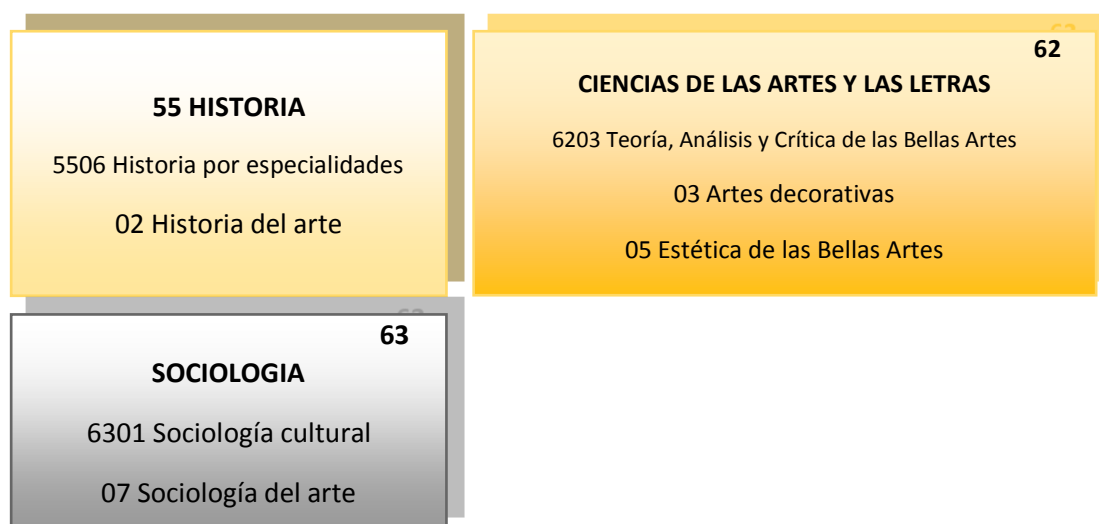 55 HISTORIA
5506 Historia por especialidades
02 Historia del arte
62
CIENCIAS DE LAS ARTES Y LAS LETRAS
6203 Teoría, Análisis y Crítica de las Bellas Artes
03 Artes decorativas
05 Estética de las Bellas Artes
63
SOCIOLOGIA
6301 Sociología cultural
07 Sociología del arte